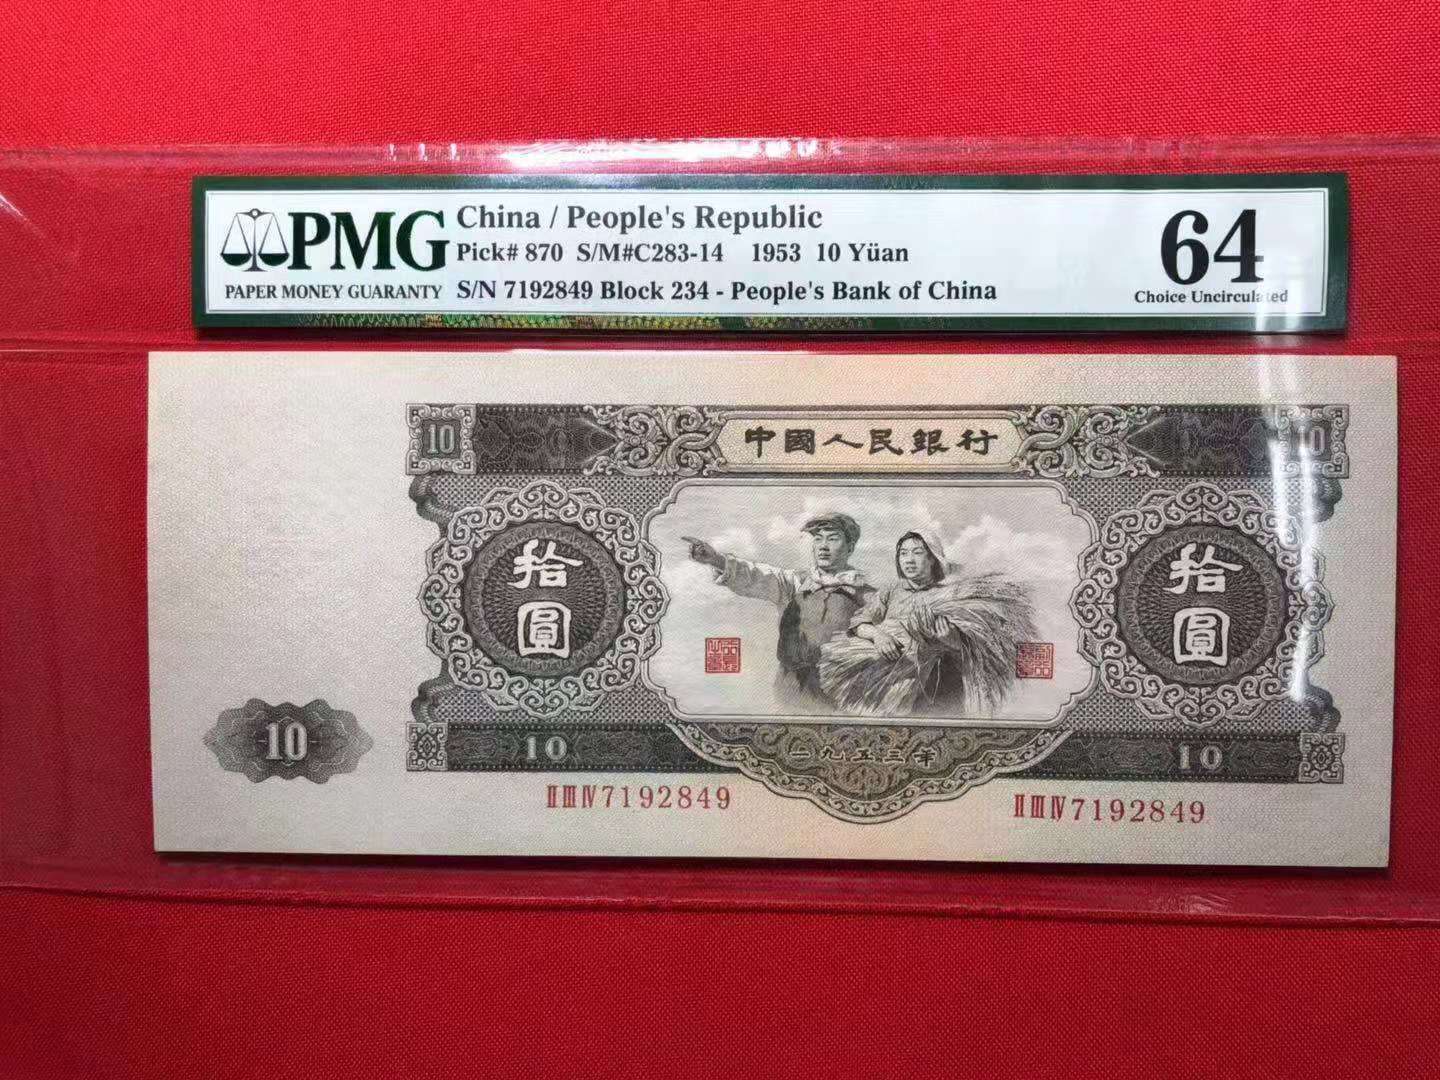 PMG
PAPER MONEY GUARANTY
China / People's Republic
Pick# 870 S/M#C283-14 1953 10 Yüan
S/N 7192849 Block 234 - People's Bank of China
64
Choice Uncirculated
10
中國人民銀行
10
拾圓
拾圓
10
10
一九五三年
10
ⅡⅢⅣ7192849
ⅡⅢⅣ7192849